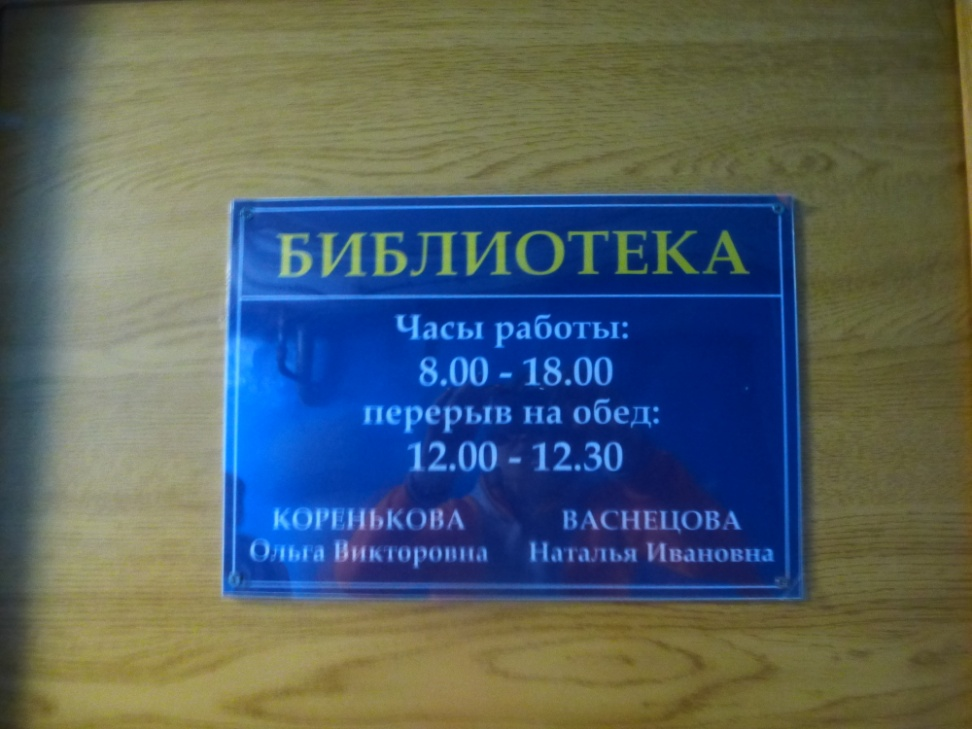 БИБЛИОТЕКА
Часы работы:
8.00 - 18.00
перерыв на обед:
12.00 - 12.30
КОРЕНЬКОВА ВАСНЕЦОВА
Ольга Викторовна Наталья Ивановна